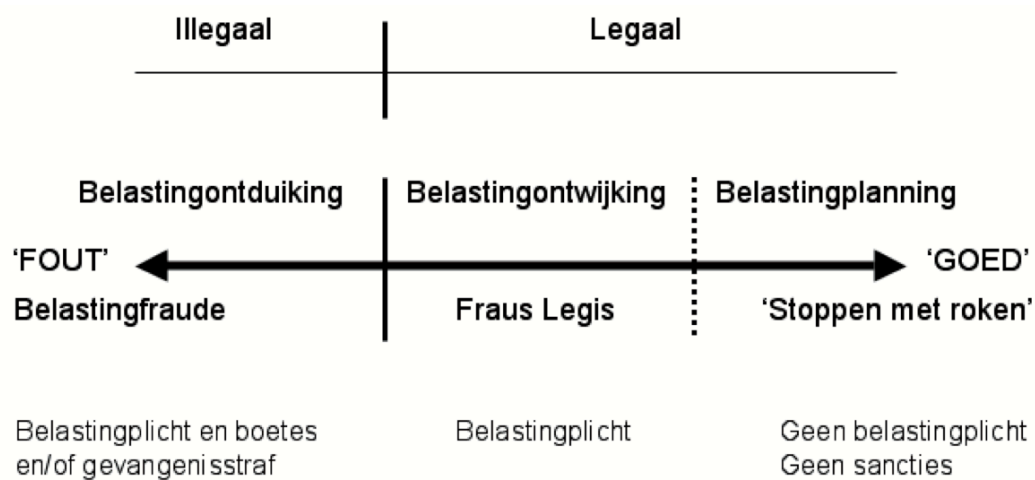 Illegaal Legaal
Belastingontduiking Belastingontwijking Belastingplanning
‘FOUT’ ‘GOED’
Belastingfraude Fraus Legis ‘Stoppen met roken’
Belastingplicht en boetes Belastingplicht Geen belastingplicht
en/of gevangenisstraf Geen sancties